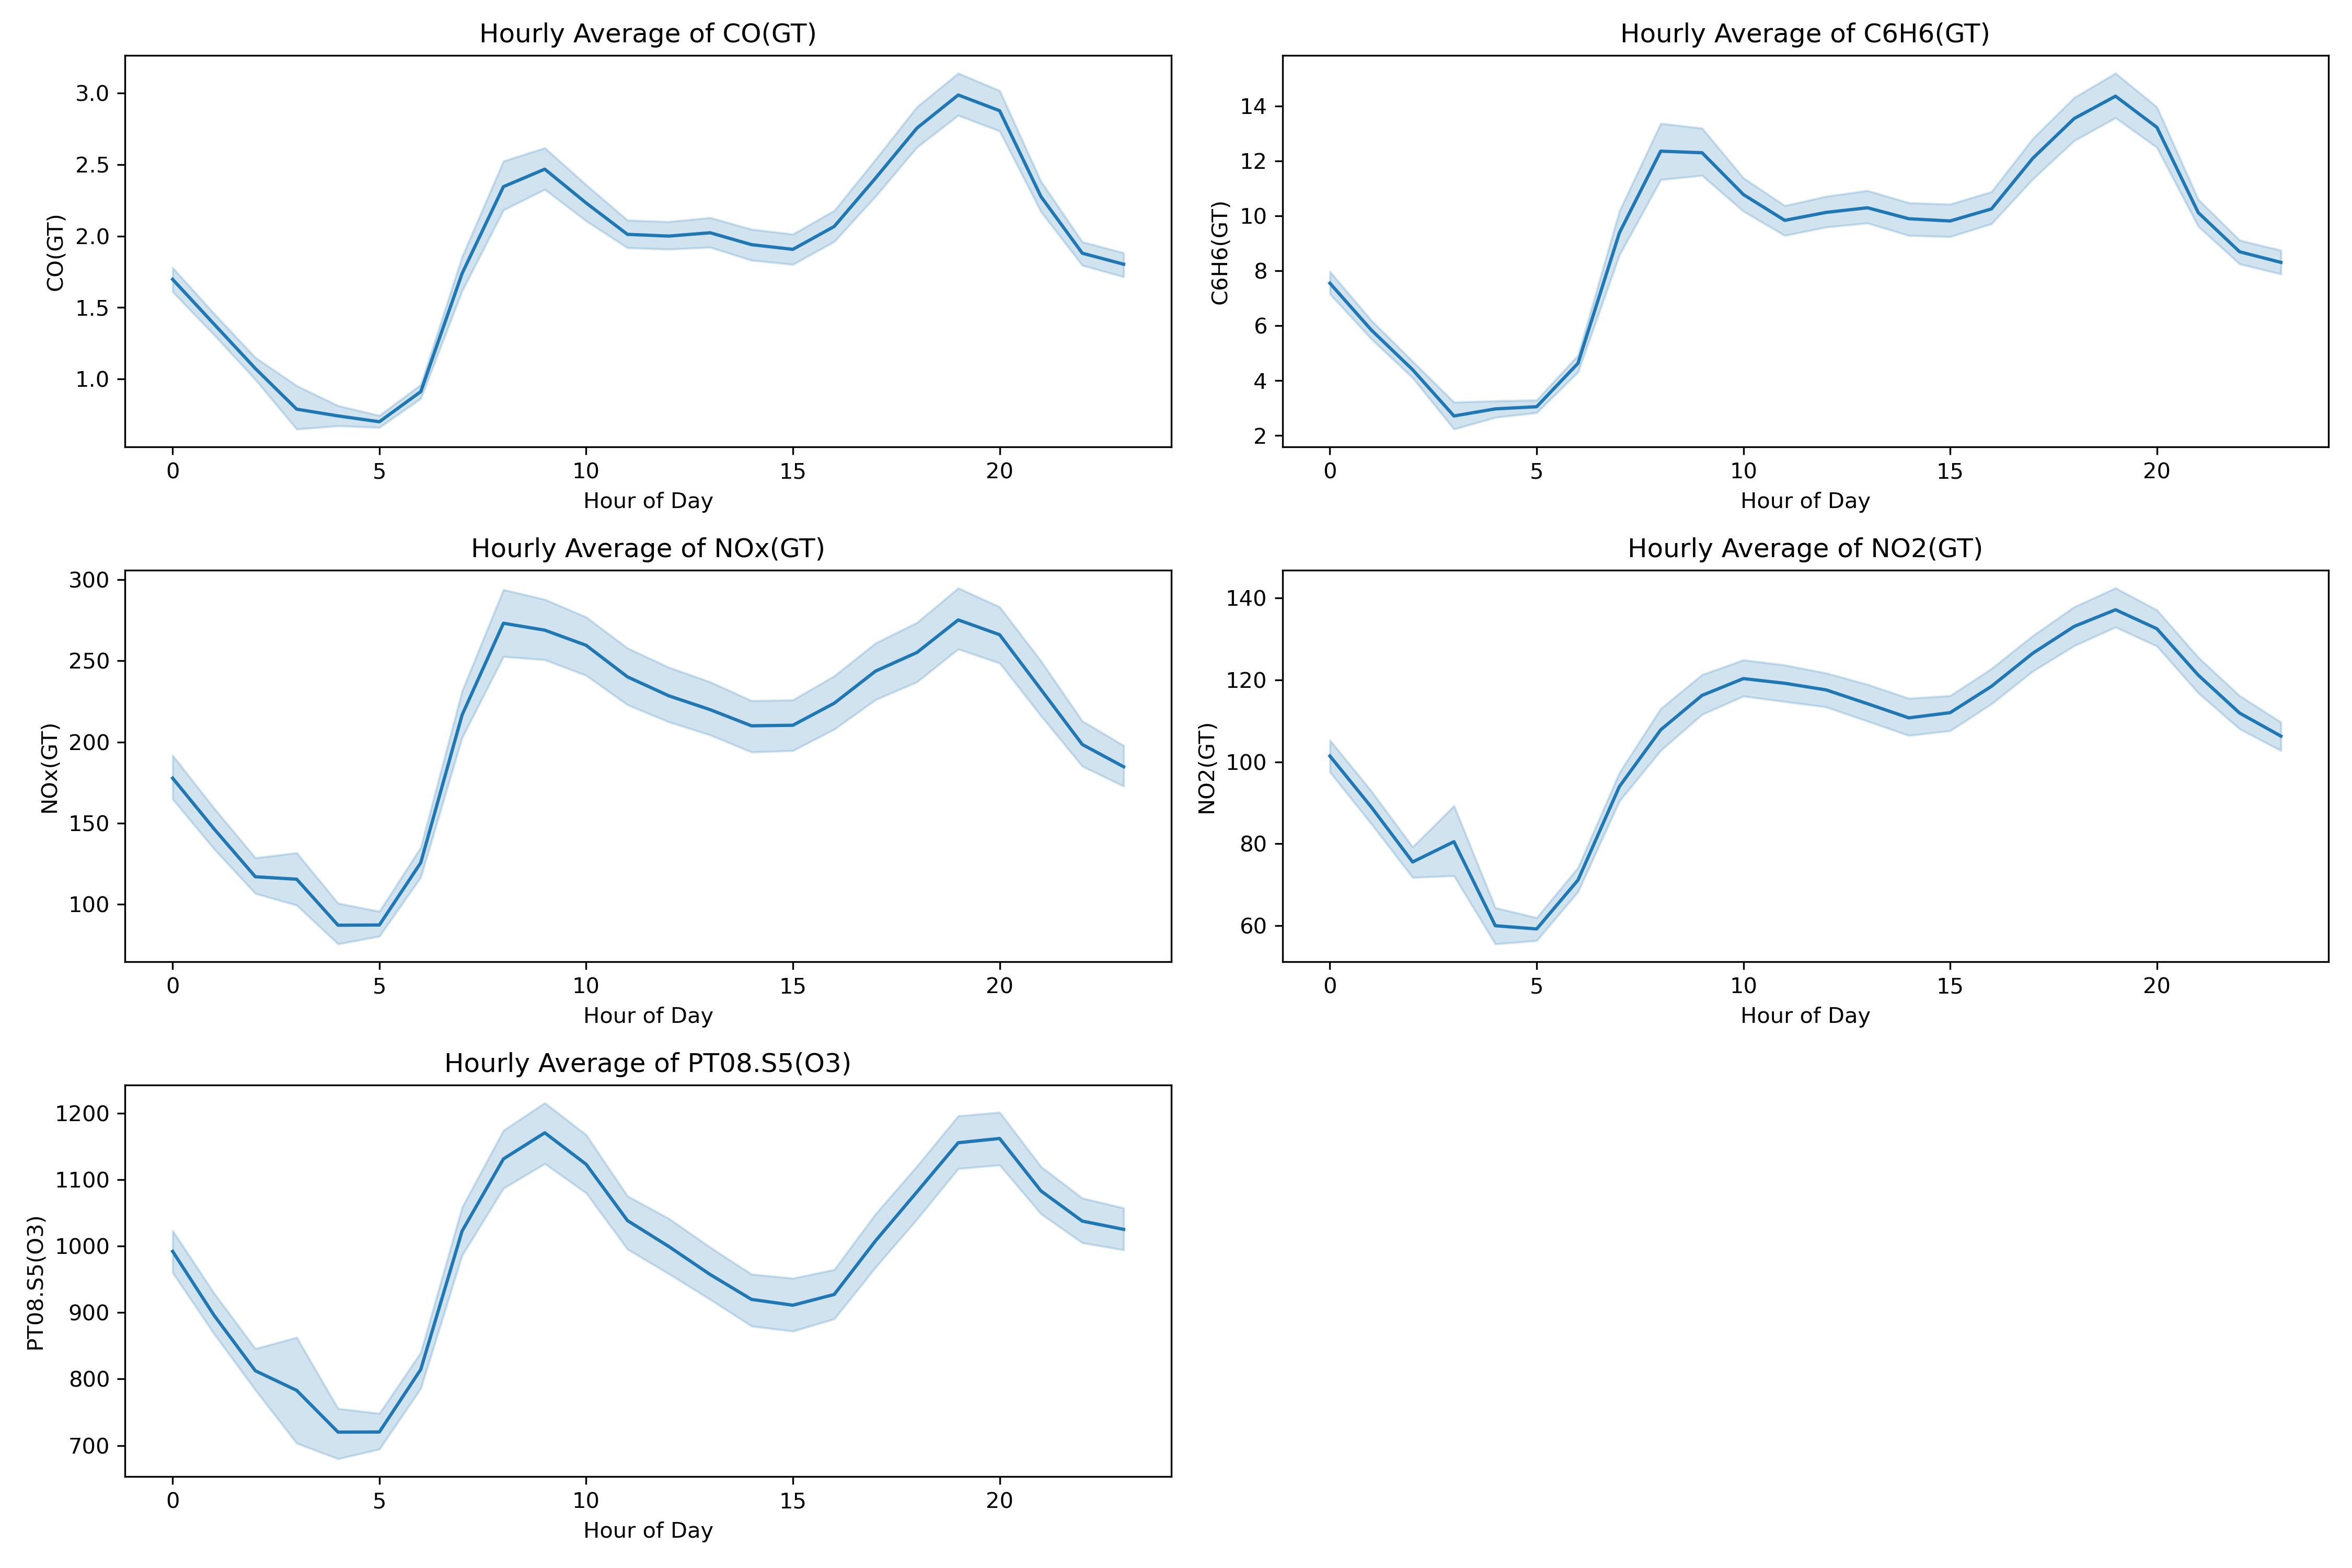 Hourly Average of CO(GT)
CO(GT)
3.0
2.5
2.0
1.5
1.0
0 5 10 15 20
Hour of Day
Hourly Average of C6H6(GT)
C6H6(GT)
14
12
10
8
6
4
2
0 5 10 15 20
Hour of Day
Hourly Average of NOx(GT)
NOx(GT)
300
250
200
150
100
0 5 10 15 20
Hour of Day
Hourly Average of NO2(GT)
NO2(GT)
140
120
100
80
60
0 5 10 15 20
Hour of Day
Hourly Average of PT08.S5(O3)
PT08.S5(O3)
1200
1100
1000
900
800
700
0 5 10 15 20
Hour of Day